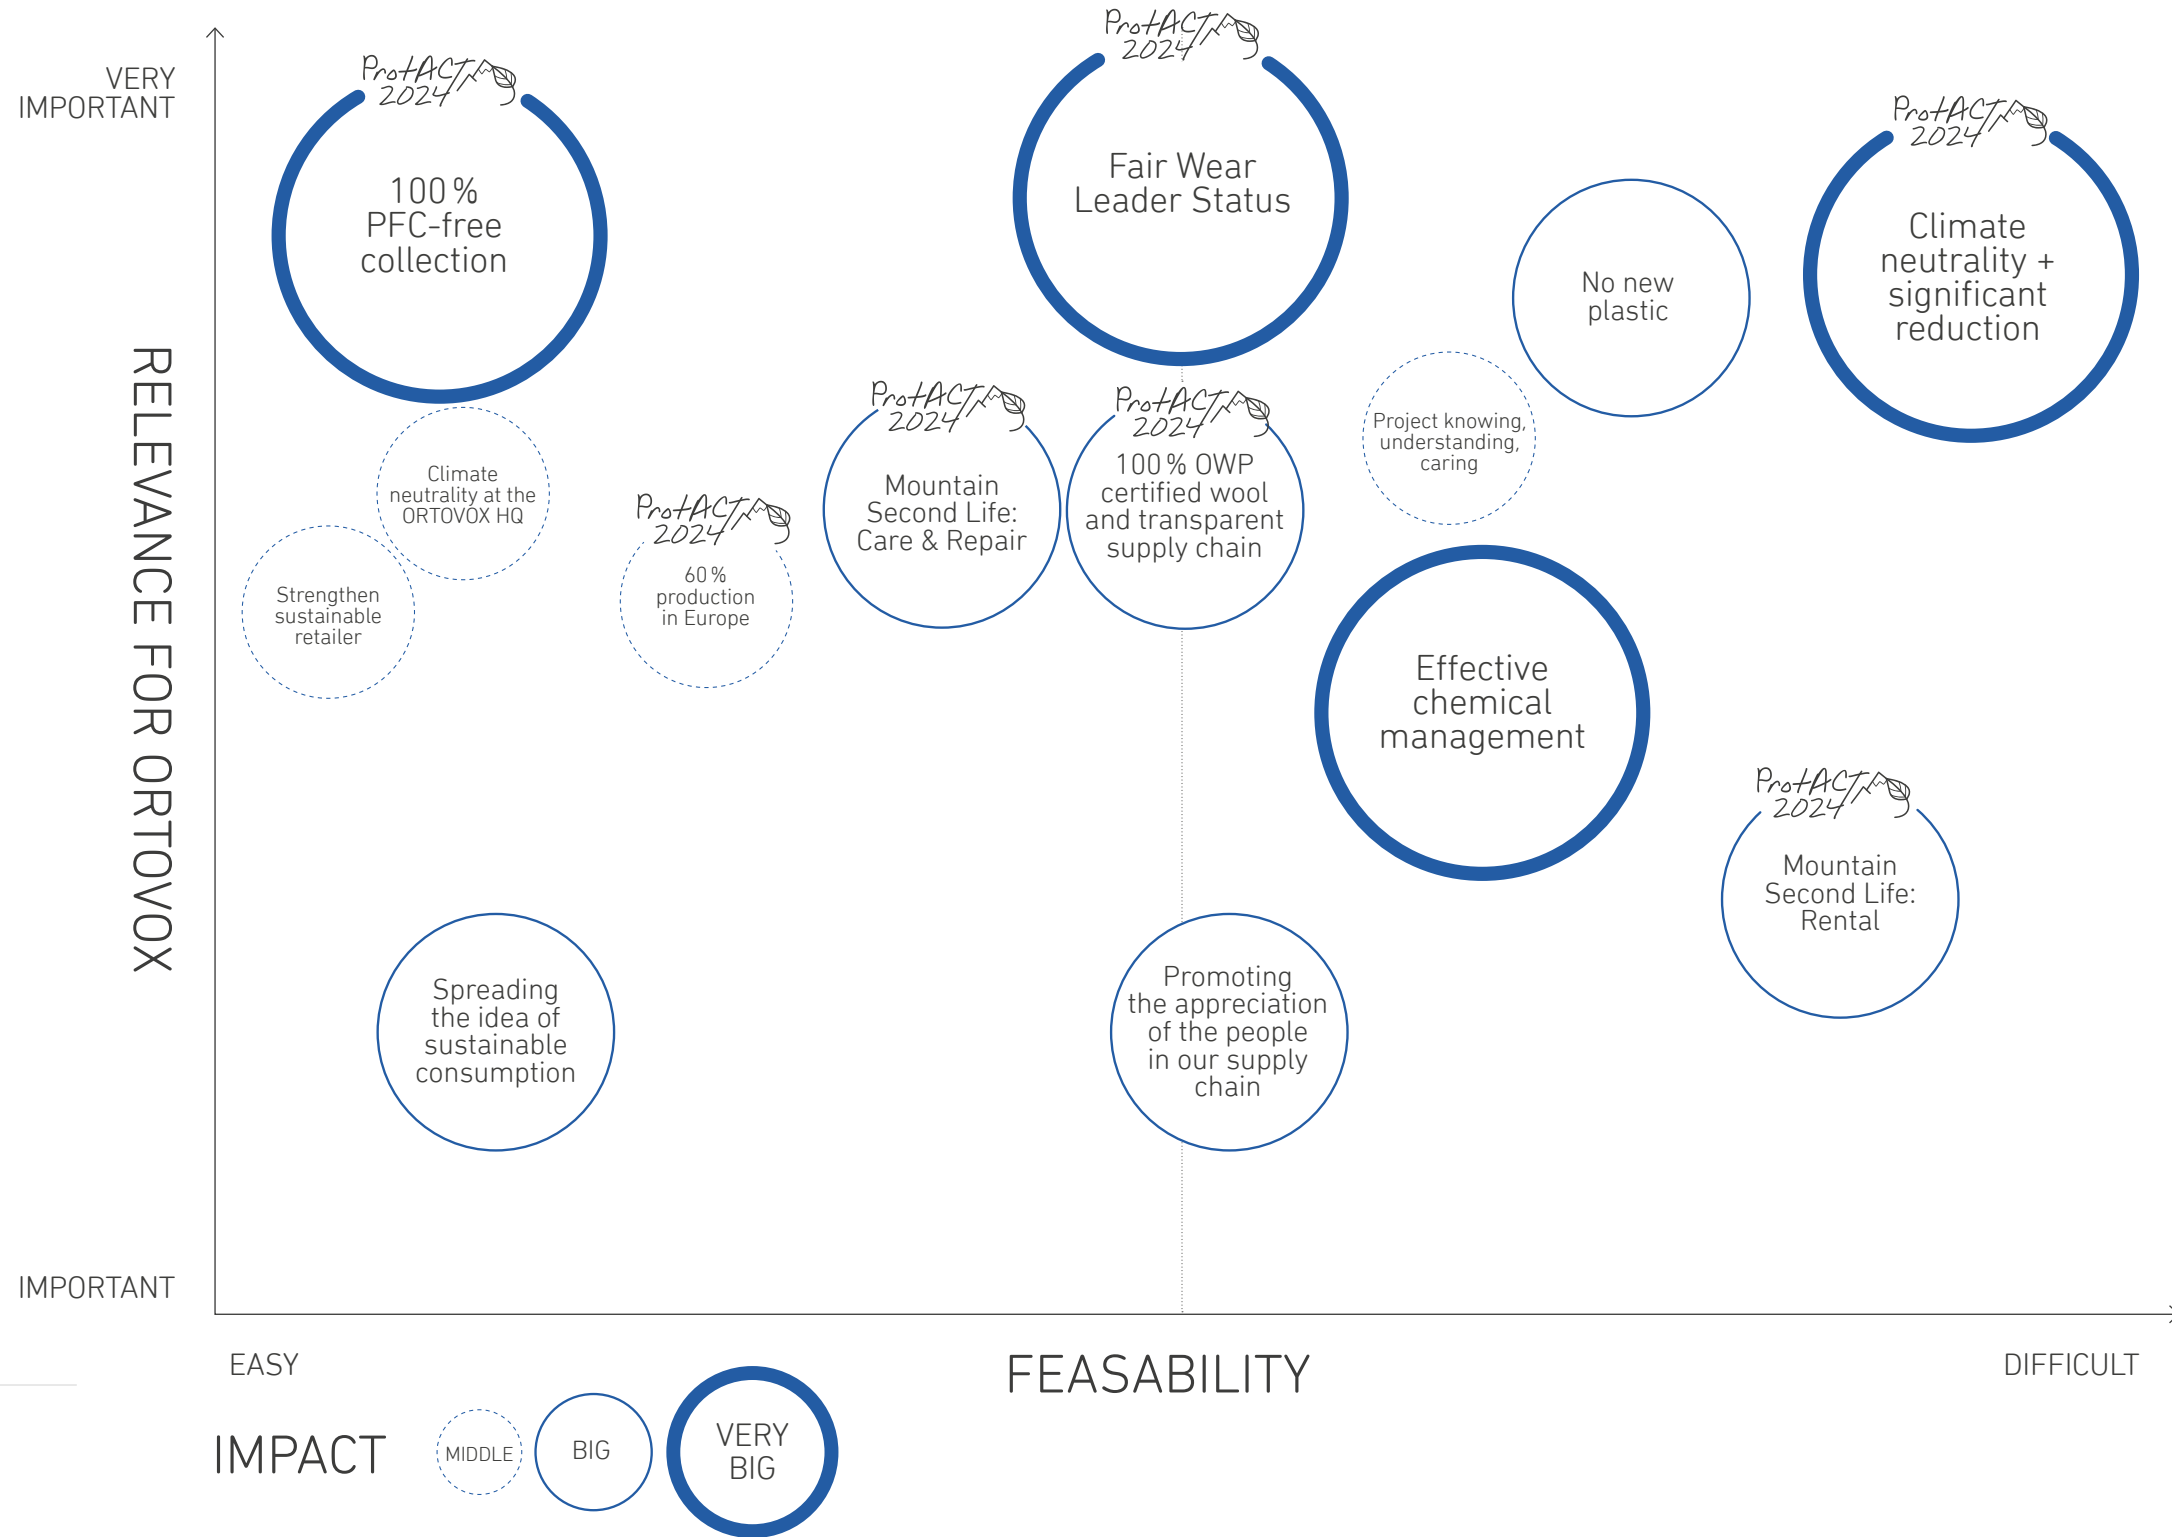 VERY
IMPORTANT
RELEVANCE FOR ORTOVOX
IMPORTANT
ProtACT
2024
100 %
PFC-free
collection
ProtACT
2024
Fair Wear
Leader Status
ProtACT
2024
Climate
neutrality +
significant
reduction
No new
plastic
Project knowing,
understanding,
caring
Climate
neutrality at the
ORTOVOX HQ
Strengthen
sustainable
retailer
ProtACT
2024
60 %
production
in Europe
ProtACT
2024
Mountain
Second Life:
Care & Repair
ProtACT
2024
100 % OWP
certified wool
and transparent
supply chain
Effective
chemical
management
ProtACT
2024
Mountain
Second Life:
Rental
Spreading
the idea of
sustainable
consumption
Promoting
the appreciation
of the people
in our supply
chain
EASY
FEASABILITY
DIFFICULT
IMPACT
MIDDLE
BIG
VERY
BIG